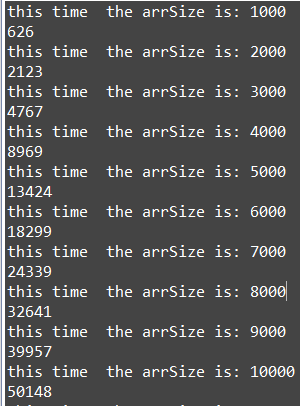 this time  the arrSize is: 1000
626
this time  the arrSize is: 2000
2123
this time  the arrSize is: 3000
4767
this time  the arrSize is: 4000
8969
this time  the arrSize is: 5000
13424
this time  the arrSize is: 6000
18299
this time  the arrSize is: 7000
24339
this time  the arrSize is: 8000
32641
this time  the arrSize is: 9000
39957
this time  the arrSize is: 10000
50148